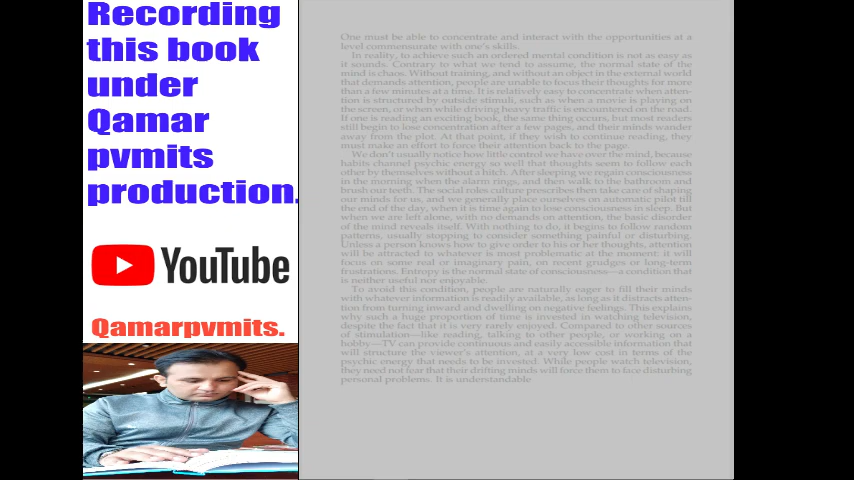 Recording
this book
under
Qamar
pvmits
production.
YouTube
Qamarpvmits.
One must be able to concentrate and interact with the opportunities at a
level commensurate with one's skills.
In reality, to achieve such an ordered mental condition is not as easy as
it sounds. Contrary to what we tend to assume, the normal state of the
mind is chaos. Without training, and without an object in the external world
that demands attention, people are unable to focus their thoughts for more
than a few minutes at a time. It is relatively easy to concentrate when atten-
tion is structured by outside stimuli, such as when a movie is playing on
the screen, or when while driving heavy traffic is encountered on the road.
If one is reading an exciting book, the same thing occurs, but most readers
still begin to lose concentration after a few pages, and their minds wander
away from the plot. At that point, if they wish to continue reading, they
must make an effort to force their attention back to the page.
We don't usually notice how little control we have over the mind, because
habits channel psychic energy so well that thoughts seem to follow each
other by themselves without a hitch. After sleeping we regain consciousness
in the morning when the alarm rings, and then walk to the bathroom and
brush our teeth. The social roles culture prescribes then take care of shaping
our minds for us, and we generally place ourselves on automatic pilot till
the end of the day, when it is time again to lose consciousness in sleep. But
when we are left alone, with no demands on attention, the basic disorder
of the mind reveals itself. With nothing to do, it begins to follow random
patterns, usually stopping to consider something painful or disturbing.
Unless a person knows how to give order to his or her thoughts, attention
will be attracted to whatever is most problematic at the moment: it will
focus on some real or imaginary pain, on recent grudges or long-term
frustrations. Entropy is the normal state of consciousness—a condition that
is neither useful nor enjoyable.
To avoid this condition, people are naturally eager to fill their minds
with whatever information is readily available, as long as it distracts atten-
tion from turning inward and dwelling on negative feelings. This explains
why such a huge proportion of time is invested in watching television,
despite the fact that it is very rarely enjoyed. Compared to other sources
of stimulation—like reading, talking to other people, or working on a
hobby—TV can provide continuous and easily accessible information that
will structure the viewer's attention, at a very low cost in terms of the
psychic energy that needs to be invested. While people watch television,
they need not fear that their drifting minds will force them to face disturbing
personal problems. It is understandable